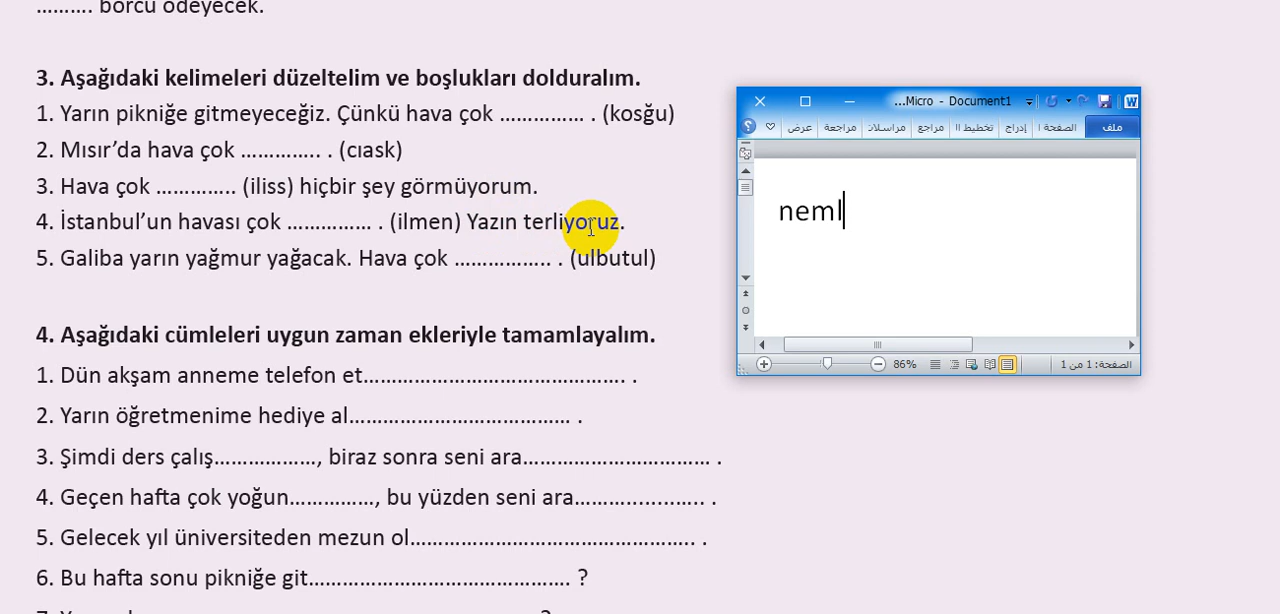 ………. borcu ödeyecek.
3. Aşağıdaki kelimeleri düzeltelim ve boşlukları dolduralım.
1. Yarın pikniğe gitmeyeceğiz. Çünkü hava çok …………… . (kosğu)
2. Mısır’da hava çok ………….. . (cıask)
3. Hava çok ………….. (iliss) hiçbir şey görmüyorum.
4. İstanbul’un havası çok …………… . (ilmen) Yazın terliyoruz.
5. Galiba yarın yağmur yağacak. Hava çok …………….. . (ulbutul)
4. Aşağıdaki cümleleri uygun zaman ekleriyle tamamlayalım.
1. Dün akşam anneme telefon et……………………………………….. .
2. Yarın öğretmenime hediye al………………………………… .
3. Şimdi ders çalış………………, biraz sonra seni ara…………………………… .
4. Geçen hafta çok yoğun……………, bu yüzden seni ara………............. .
5. Gelecek yıl üniversiteden mezun ol………………………………………….. .
6. Bu hafta sonu pikniğe git………………………………………. ?
...Micro - Document1
ملف الصفحة ا إدراج تخطيط اا مراجع مراسلات مراجعة عرض
neml
الصفحة: 1 من 1 86%